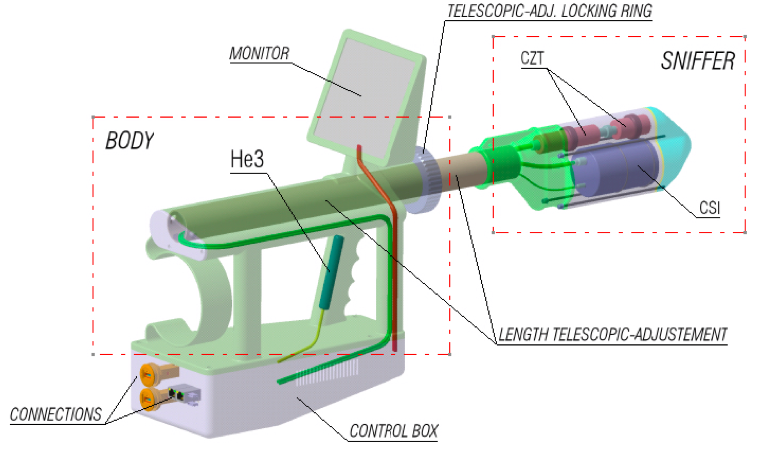 TELESCOPIC-ADJ. LOCKING RING
MONITOR
CZT
SNIFFER
BODY
He3
CSI
LENGTH TELESCOPIC-ADJUSTEMENT
CONNECTIONS
CONTROL BOX